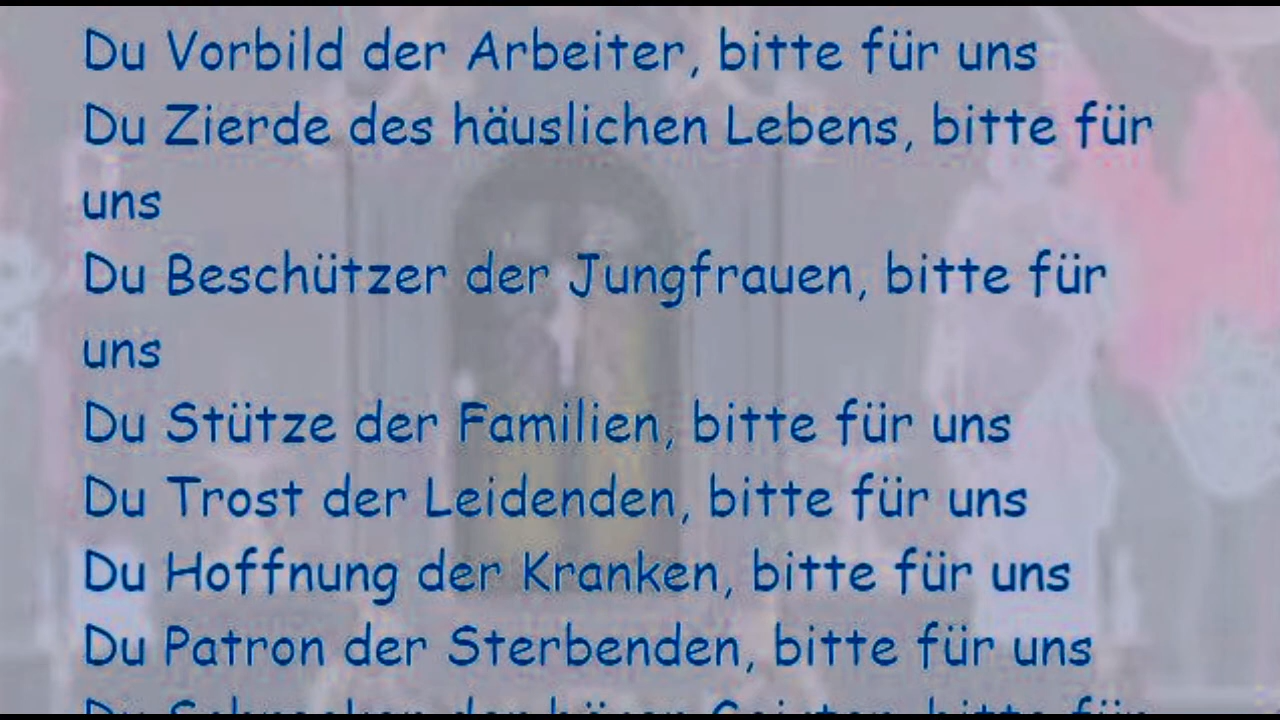 Du Vorbild der Arbeiter, bitte für uns
Du Zierde des häuslichen Lebens, bitte für
uns
Du Beschützer der Jungfrauen, bitte für
uns
Du Stütze der Familien, bitte für uns
Du Trost der Leidenden, bitte für uns
Du Hoffnung der Kranken, bitte für uns
Du Patron der Sterbenden, bitte für uns